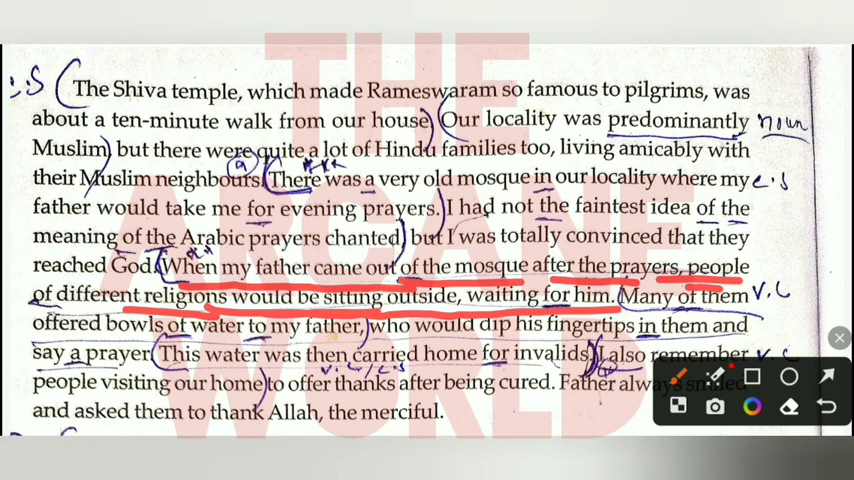 ∴ S The Shiva temple, which made Rameswaram so famous to pilgrims, was
about a ten-minute walk from our house. Our locality was predominantly noun
Muslim, but there were quite a lot of Hindu families too, living amicably with
their Muslim neighbours. There was a very old mosque in our locality where my c.s
father would take me for evening prayers. I had not the faintest idea of the
meaning of the Arabic prayers chanted, but I was totally convinced that they
reached God. When my father came out of the mosque after the prayers, people
of different religions would be sitting outside, waiting for him. Many of them v.c
offered bowls of water to my father, who would dip his fingertips in them and
say a prayer. This water was then carried home for invalids. I also remember v.c
people visiting our home to offer thanks after being cured. Father always smiled
v.c/c.s
and asked them to thank Allah, the merciful.
THE
ARCANE
WORLD